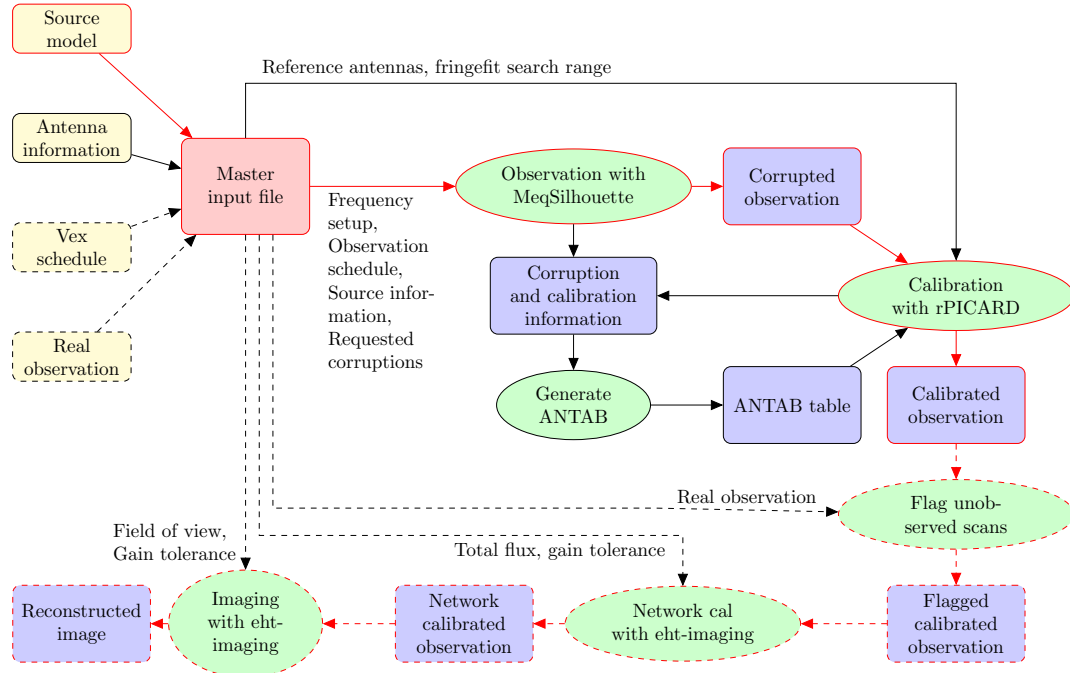 Source
model
Reference antennas, fringefit search range
Antenna
information
Master
input file
Observation with
MeqSilhouette
Corrupted
observation
Frequency
setup,
Observation
schedule,
Source infor-
mation,
Requested
corruptions
Vex
schedule
Corruption
and calibration
information
Calibration
with rPICARD
Real
observation
Generate
ANTAB
ANTAB table
Calibrated
observation
Real observation
Flag unob-
served scans
Field of view,
Gain tolerance
Total flux, gain tolerance
Reconstructed
image
Imaging
with eht-
imaging
Network
calibrated
observation
Network cal
with eht-imaging
Flagged
calibrated
observation